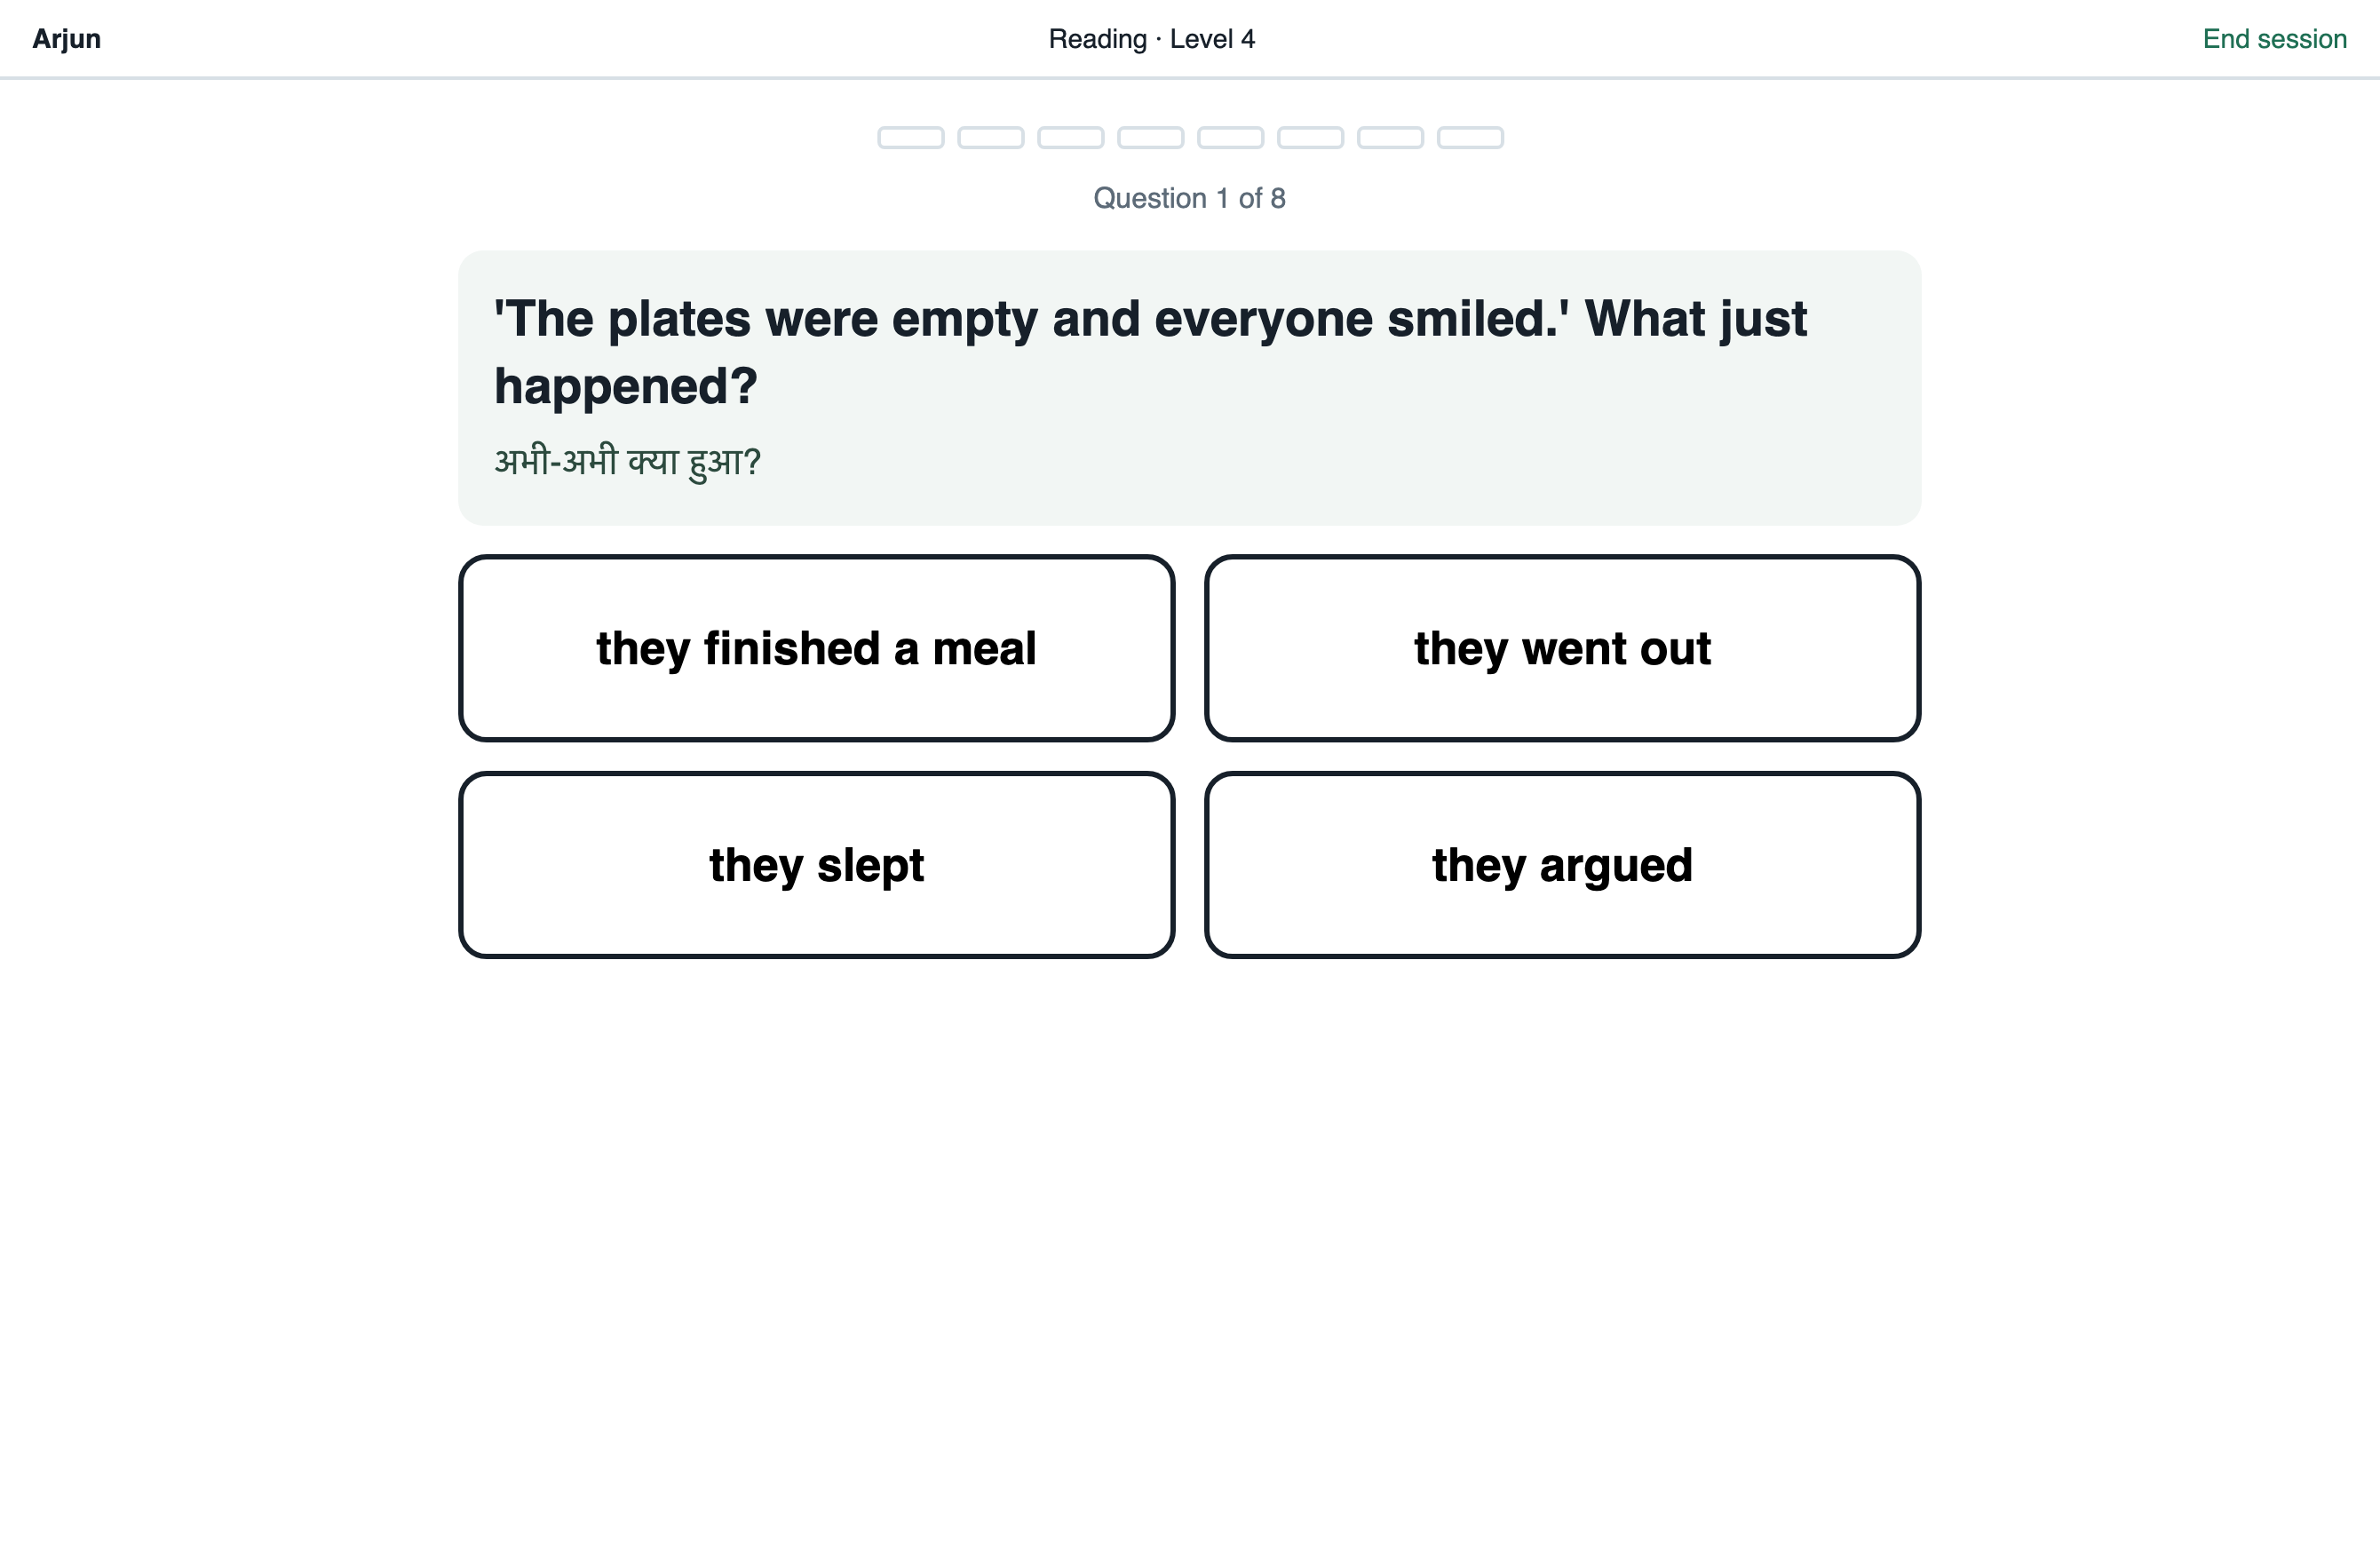 Arjun
Reading · Level 4
End session
Question 1 of 8
'The plates were empty and everyone smiled.' What just
happened?
अभी-अभी क्या हुआ?
they finished a meal
they went out
they slept
they argued